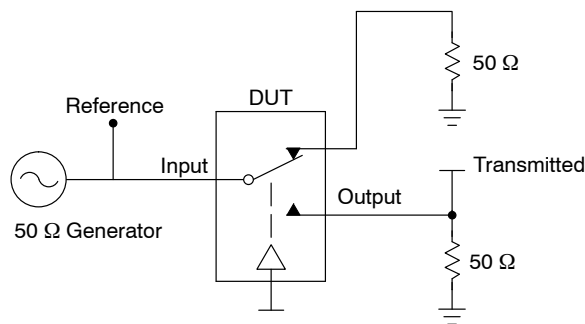 50 Ω
DUT
Reference
Transmitted
Input
Output
50 Ω Generator
50 Ω